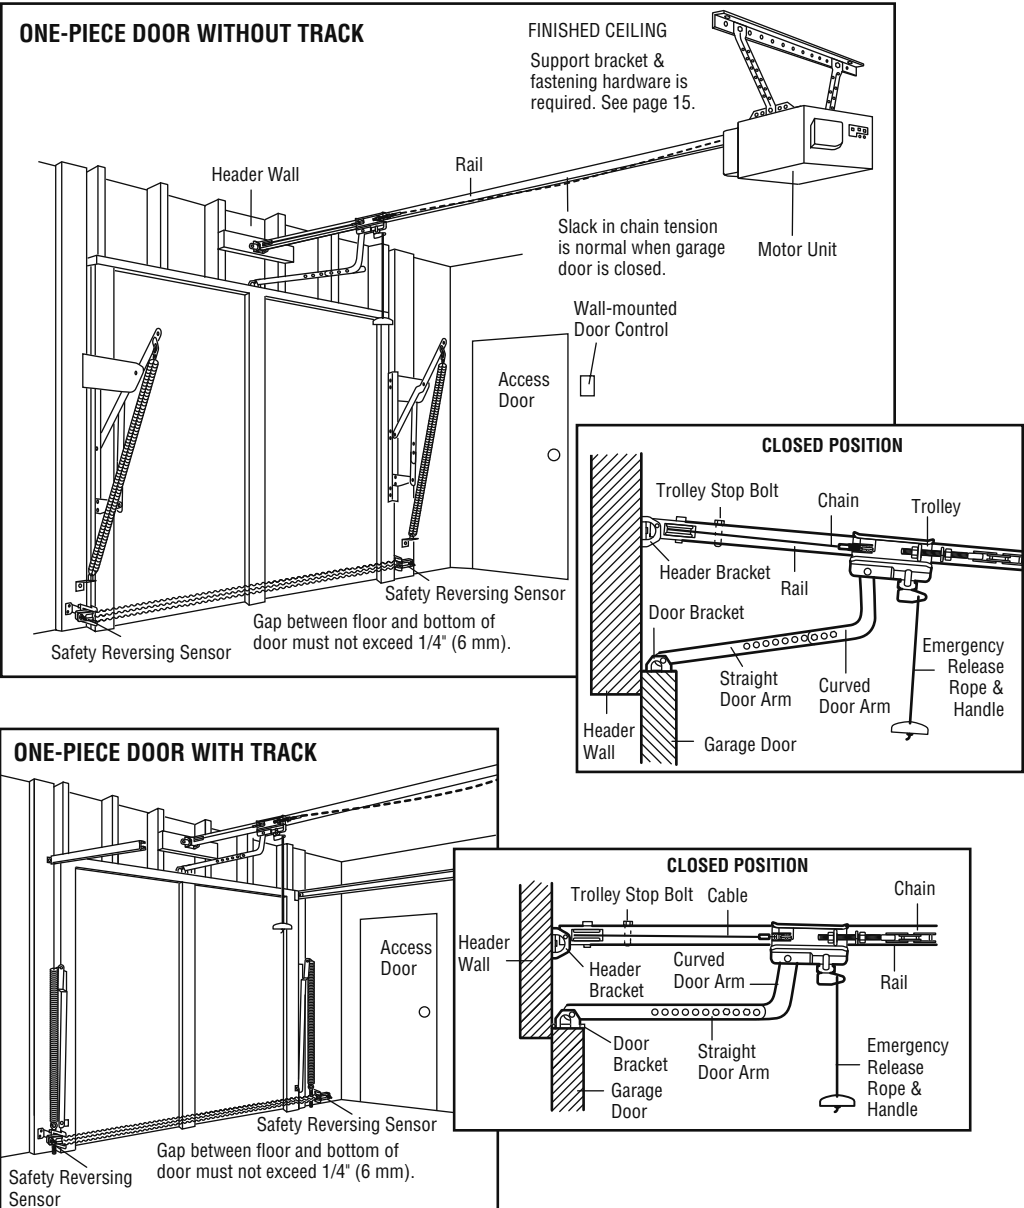 ONE-PIECE DOOR WITHOUT TRACK
FINISHED CEILING
Support bracket &
fastening hardware is
required. See page 15.
Header Wall
Rail
Slack in chain tension
is normal when garage
door is closed.
Motor Unit
Wall-mounted
Door Control
Access
Door
Safety Reversing Sensor
Gap between floor and bottom of
door must not exceed 1/4" (6 mm).
Safety Reversing Sensor
CLOSED POSITION
Trolley Stop Bolt
Chain
Trolley
Header Bracket
Rail
Door Bracket
Emergency
Release
Rope &
Handle
Straight
Door Arm
Curved
Door Arm
Header
Wall
Garage Door
ONE-PIECE DOOR WITH TRACK
Access
Door
Safety Reversing Sensor
Gap between floor and bottom of
door must not exceed 1/4" (6 mm).
Safety Reversing
Sensor
CLOSED POSITION
Trolley Stop Bolt
Cable
Chain
Header
Wall
Header
Bracket
Curved
Door Arm
Rail
Door
Bracket
Straight
Door Arm
Emergency
Release
Rope &
Handle
Garage
Door